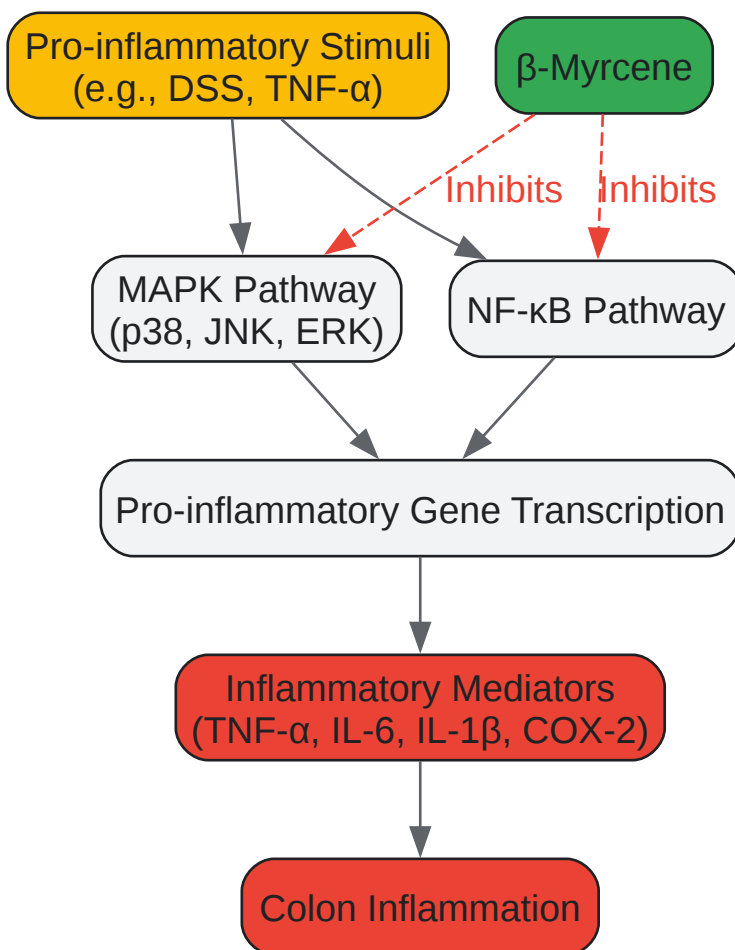 Pro-inflammatory Stimuli
(e.g., DSS, TNF-α)
β-Myrcene
Inhibits
Inhibits
MAPK Pathway
(p38, JNK, ERK)
NF-κB Pathway
Pro-inflammatory Gene Transcription
Inflammatory Mediators
(TNF-α, IL-6, IL-1β, COX-2)
Colon Inflammation